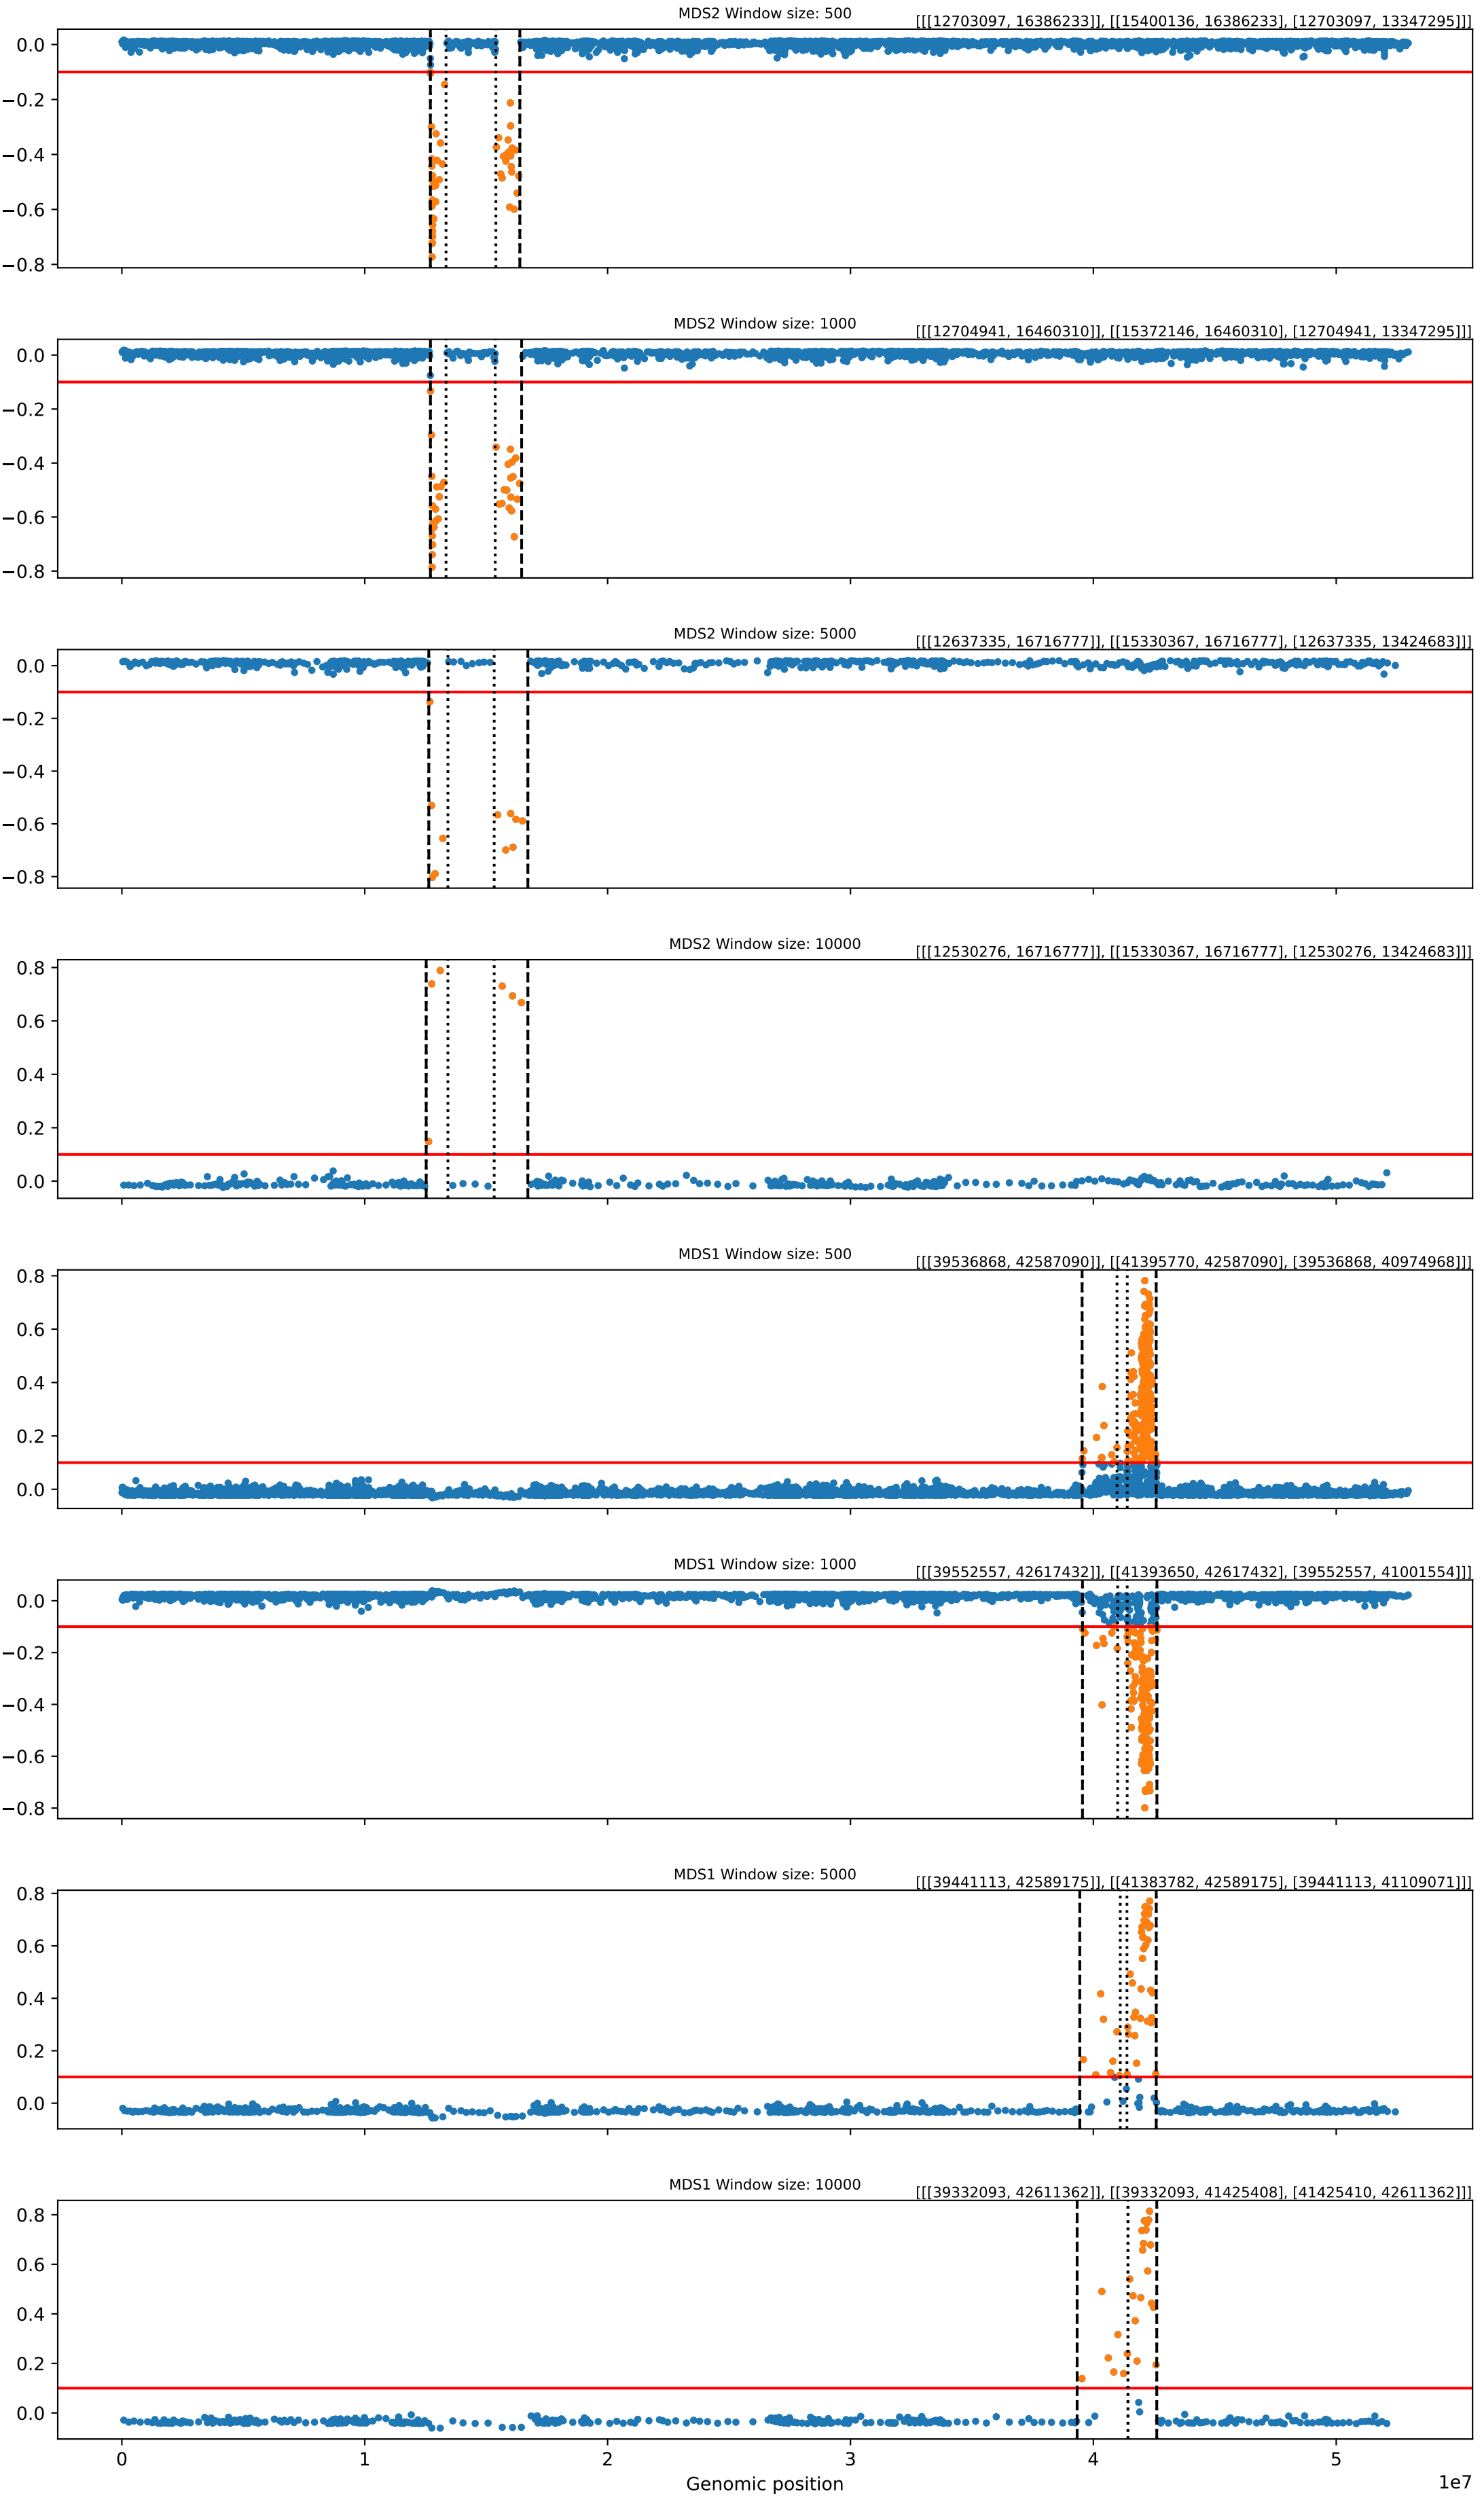 MDS2 Window size: 500
[[[12703097, 16386233]], [[15400136, 16386233], [12703097, 13347295]]]
0.0
−0.2
−0.4
−0.6
−0.8
MDS2 Window size: 1000
[[[12704941, 16460310]], [[15372146, 16460310], [12704941, 13347295]]]
0.0
−0.2
−0.4
−0.6
−0.8
MDS2 Window size: 5000
[[[12637335, 16716777]], [[15330367, 16716777], [12637335, 13424683]]]
0.0
−0.2
−0.4
−0.6
−0.8
MDS2 Window size: 10000
[[[12530276, 16716777]], [[15330367, 16716777], [12530276, 13424683]]]
0.8
0.6
0.4
0.2
0.0
MDS1 Window size: 500
[[[39536868, 42587090]], [[41395770, 42587090], [39536868, 40974968]]]
0.8
0.6
0.4
0.2
0.0
MDS1 Window size: 1000
[[[39552557, 42617432]], [[41393650, 42617432], [39552557, 41001554]]]
0.0
−0.2
−0.4
−0.6
−0.8
MDS1 Window size: 5000
[[[39441113, 42589175]], [[41383782, 42589175], [39441113, 41109071]]]
0.8
0.6
0.4
0.2
0.0
MDS1 Window size: 10000
[[[39332093, 42611362]], [[39332093, 41425408], [41425410, 42611362]]]
0.8
0.6
0.4
0.2
0.0
0 1 2 3 4 5
Genomic position
1e7